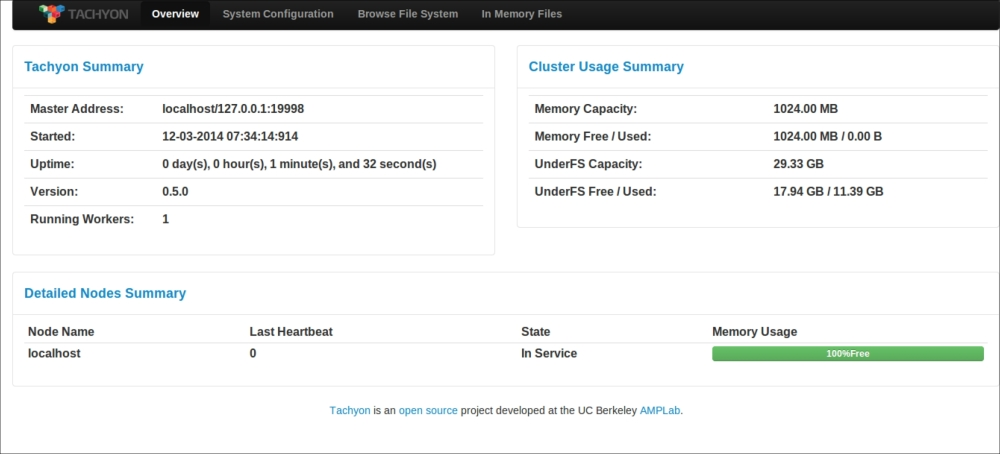 TACHYON Overview System Configuration Browse File System In Memory Files
Tachyon Summary
Master Address: localhost/127.0.0.1:19998
Started: 12-03-2014 07:34:14:914
Uptime: 0 day(s), 0 hour(s), 1 minute(s), and 32 second(s)
Version: 0.5.0
Running Workers: 1
Cluster Usage Summary
Memory Capacity: 1024.00 MB
Memory Free / Used: 1024.00 MB / 0.00 B
UnderFS Capacity: 29.33 GB
UnderFS Free / Used: 17.94 GB / 11.39 GB
Detailed Nodes Summary
Node Name Last Heartbeat State Memory Usage
localhost 0 In Service 100%Free
Tachyon is an open source project developed at the UC Berkeley AMPLab.